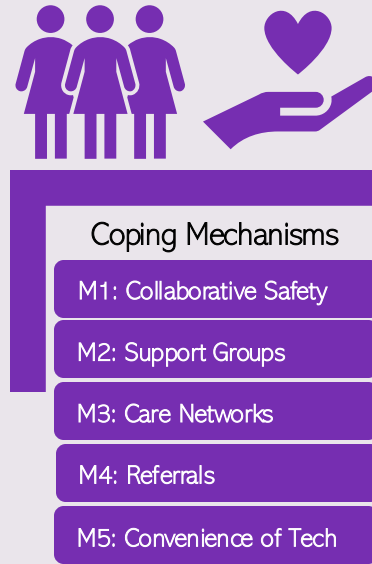 Coping Mechanisms
M1: Collaborative Safety
M2: Support Groups
M3: Care Networks
M4: Referrals
M5: Convenience of Tech